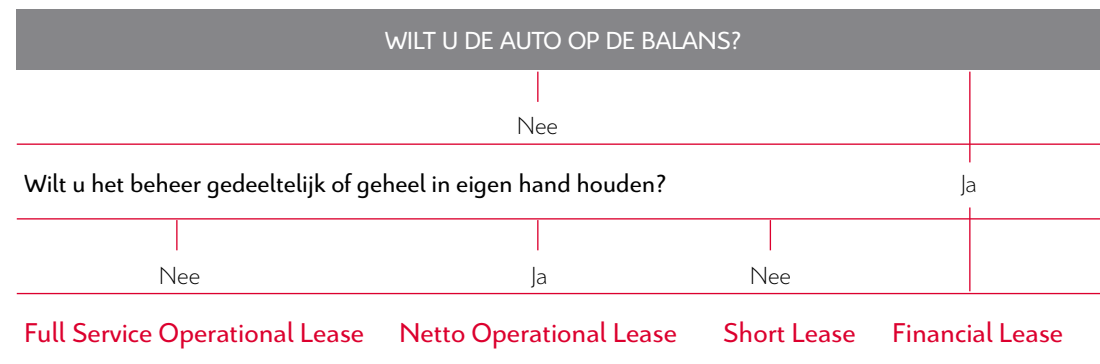 WILT U DE AUTO OP DE BALANS?
Nee
Wilt u het beheer gedeeltelijk of geheel in eigen hand houden? Ja
Nee Ja Nee
Full Service Operational Lease Netto Operational Lease Short Lease Financial Lease